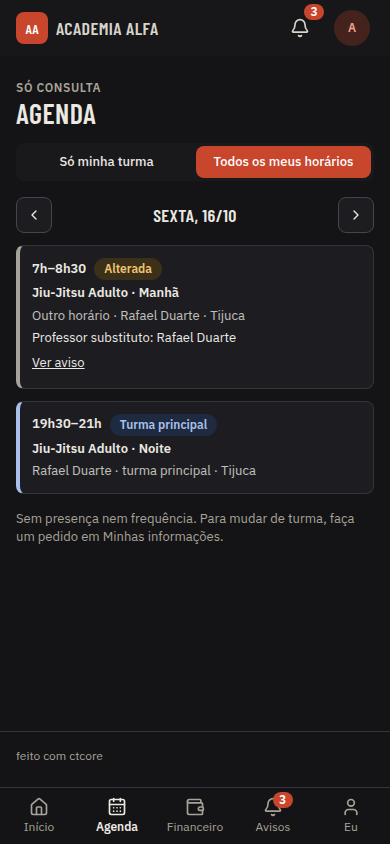 AA ACADEMIA ALFA 3 A
SÓ CONSULTA
AGENDA
Só minha turma Todos os meus horários
SEXTA, 16/10
7h–8h30 Alterada
Jiu-Jitsu Adulto · Manhã
Outro horário · Rafael Duarte · Tijuca
Professor substituto: Rafael Duarte
Ver aviso
19h30–21h Turma principal
Jiu-Jitsu Adulto · Noite
Rafael Duarte · turma principal · Tijuca
Sem presença nem frequência. Para mudar de turma, faça
um pedido em Minhas informações.
feito com ctcore
3
Início Agenda Financeiro Avisos Eu